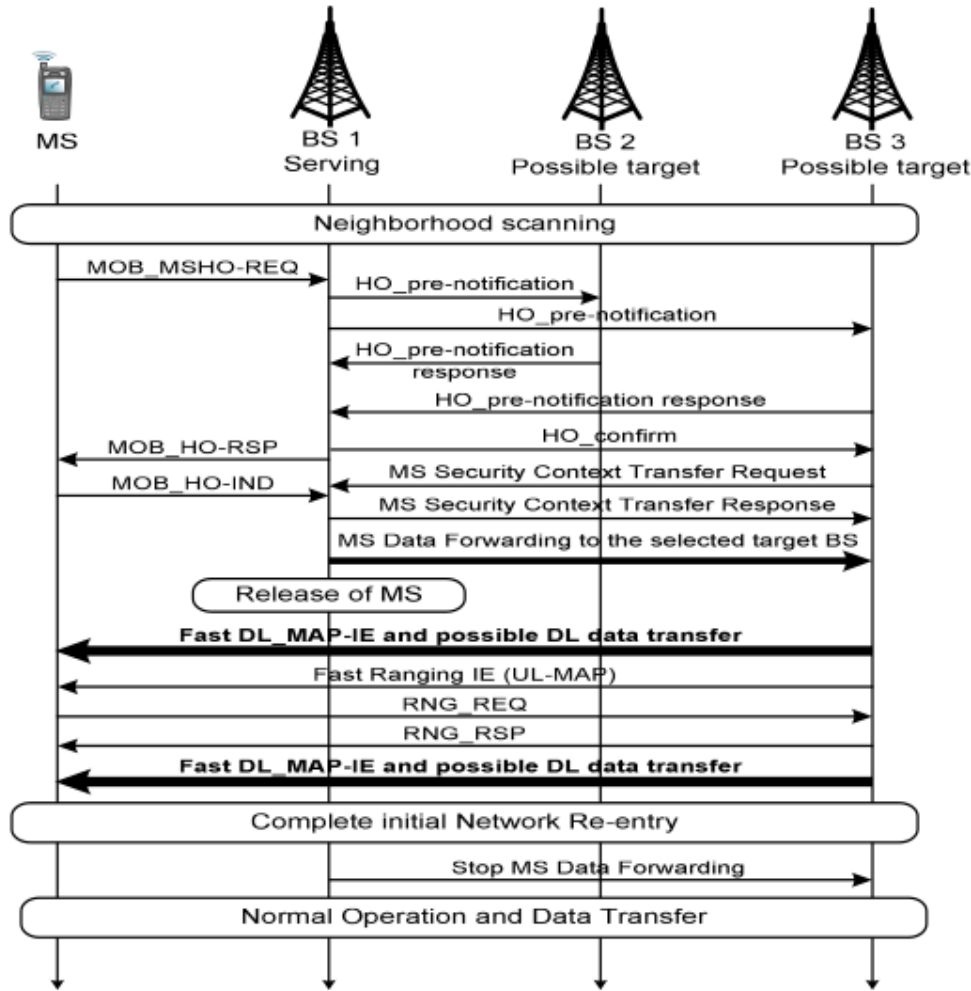 MS
BS 1
Serving
BS 2
Possible target
BS 3
Possible target
Neighborhood scanning
MOB_MSHO-REQ
HO_pre-notification
HO_pre-notification
HO_pre-notification
response
HO_pre-notification response
HO_confirm
MOB_HO-RSP
MS Security Context Transfer Request
MOB_HO-IND
MS Security Context Transfer Response
MS Data Forwarding to the selected target BS
Release of MS
Fast DL_MAP-IE and possible DL data transfer
Fast Ranging IE (UL-MAP)
RNG_REQ
RNG_RSP
Fast DL_MAP-IE and possible DL data transfer
Complete initial Network Re-entry
Stop MS Data Forwarding
Normal Operation and Data Transfer